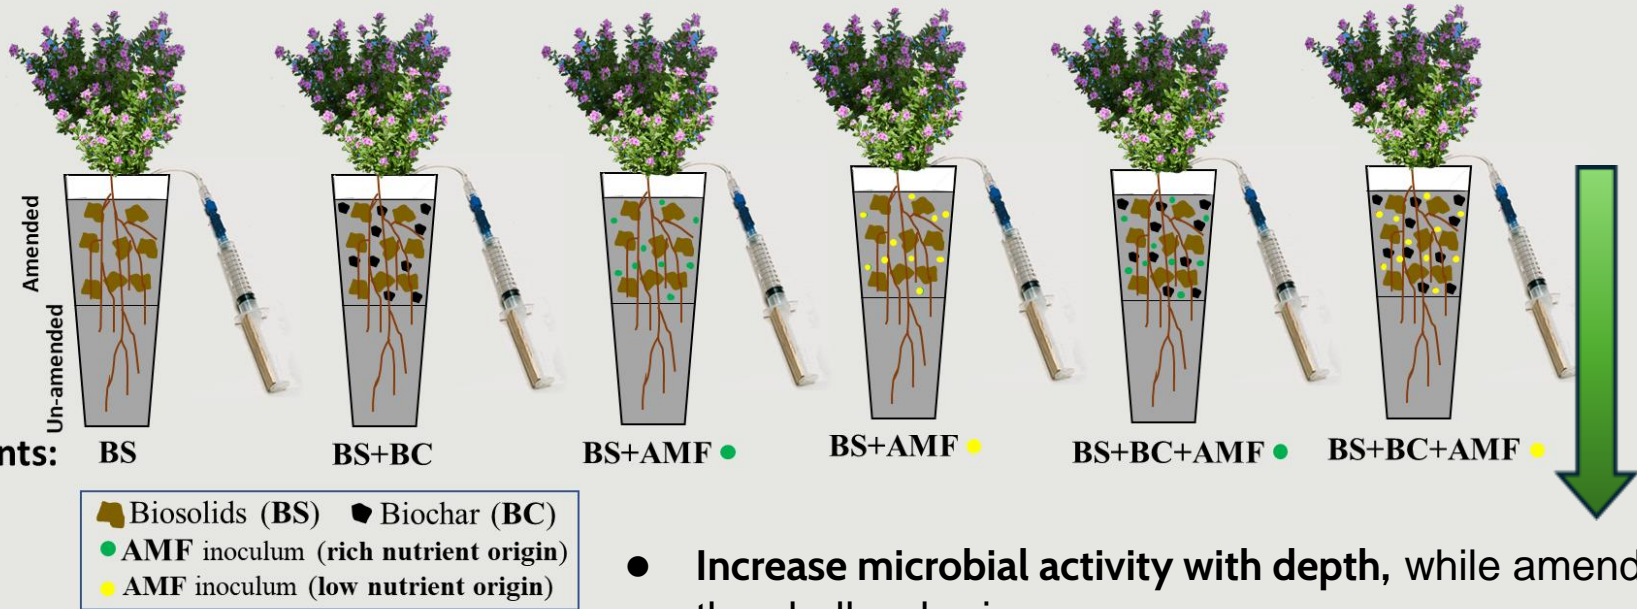 Amended
Un-amended
nts: BS BS+BC BS+AMF BS+AMF BS+BC+AMF BS+BC+AMF
Biosolids (BS) Biochar (BC)
AMF inoculum (rich nutrient origin)
AMF inoculum (low nutrient origin)
• Increase microbial activity with depth, while amend